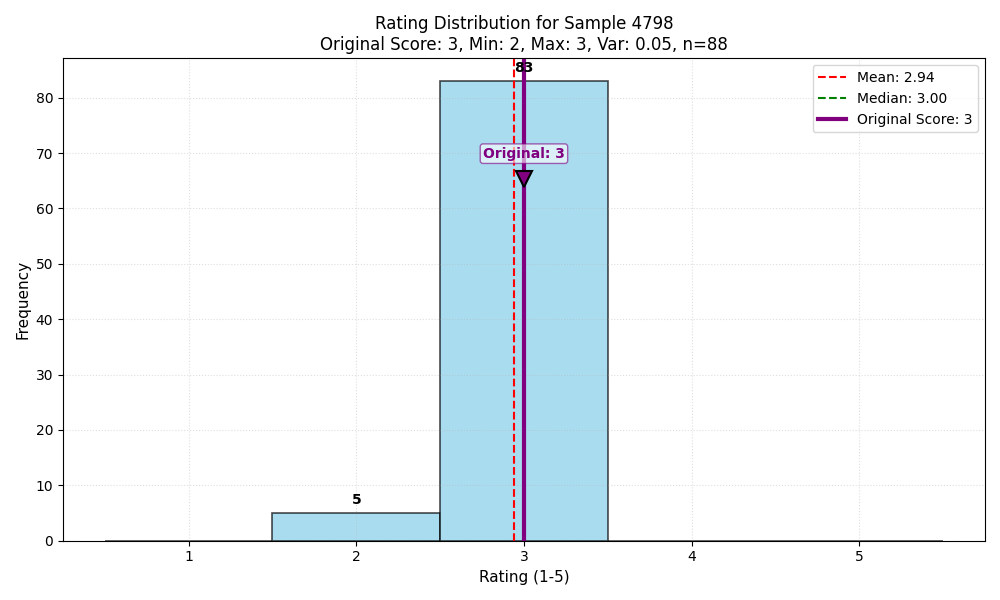 Rating Distribution for Sample 4798
Original Score: 3, Min: 2, Max: 3, Var: 0.05, n=88
Mean: 2.94
Median: 3.00
Original Score: 3
83
Original: 3
5
Frequency
80
70
60
50
40
30
20
10
0
1 2 3 4 5
Rating (1-5)